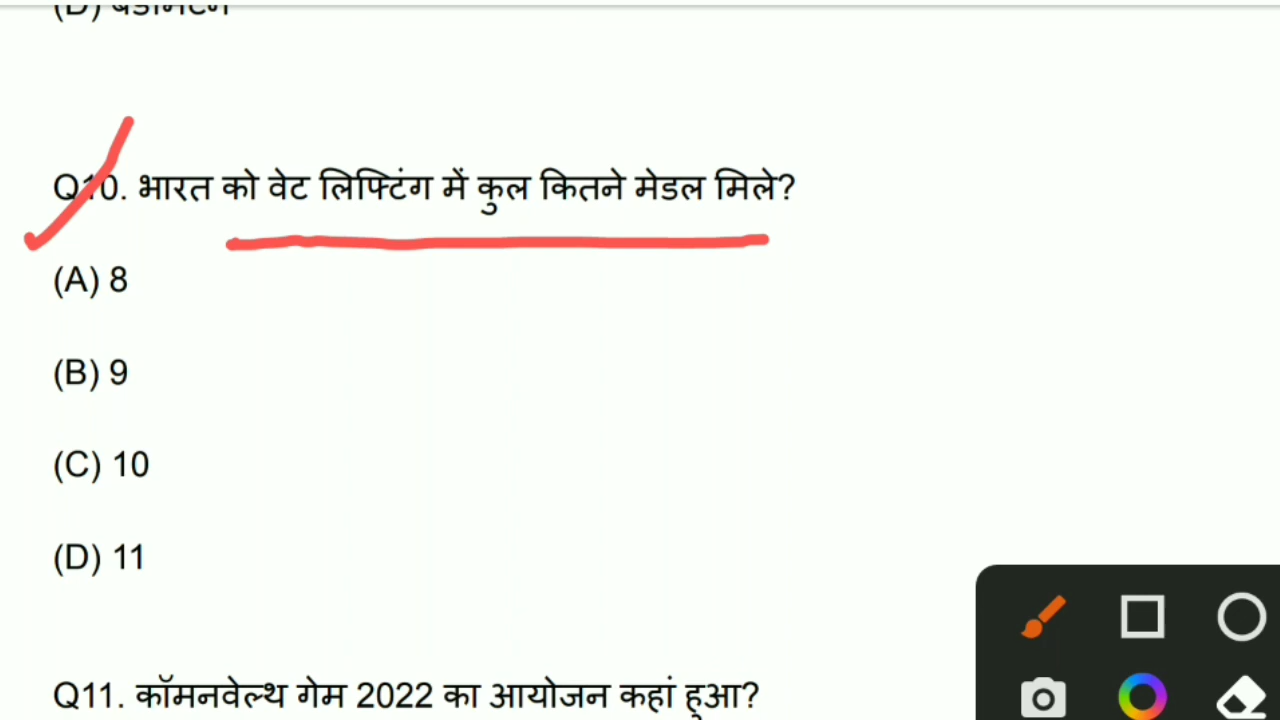 (D)
Q10. भारत को वेट लिफ्टिंग में कुल कितने मेडल मिले?
(A) 8
(B) 9
(C) 10
(D) 11
Q11. कॉमनवेल्थ गेम 2022 का आयोजन कहां हुआ?